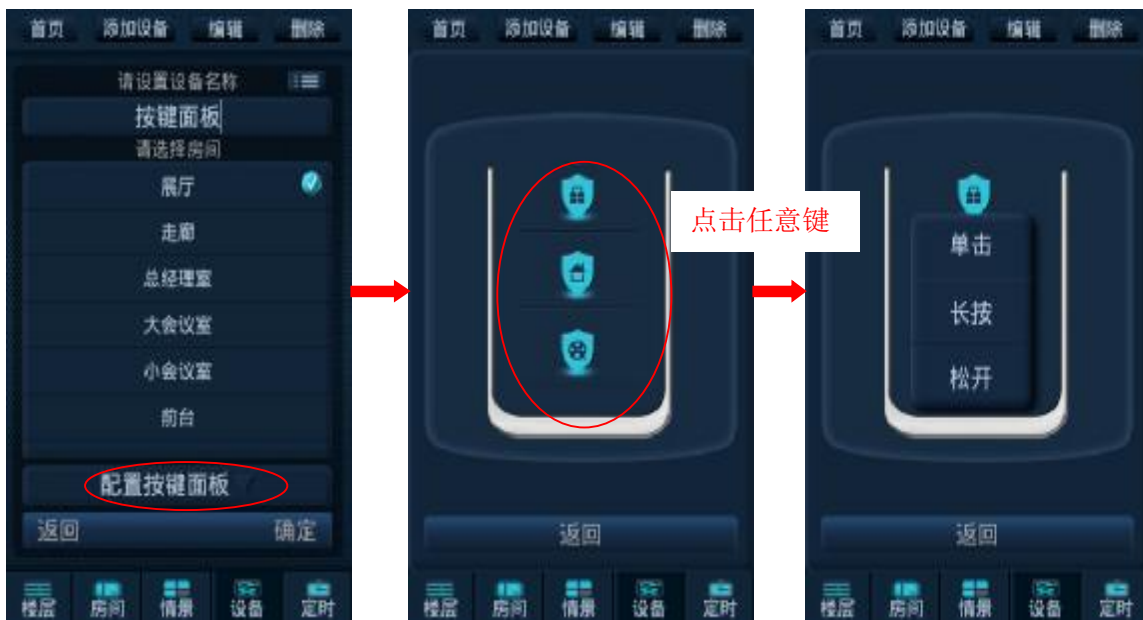 首页 添加设备 编辑 删除
请设置设备名称
按键面板
请选择房间
展厅
走廊
总经理室
大会议室
小会议室
前台
配置按键面板
返回 确定
楼层 房间 情景 设备 定时
首页 添加设备 编辑 删除
点击任意键
返回
楼层 房间 情景 设备 定时
首页 添加设备 编辑 删除
单击
长按
松开
返回
楼层 房间 情景 设备 定时